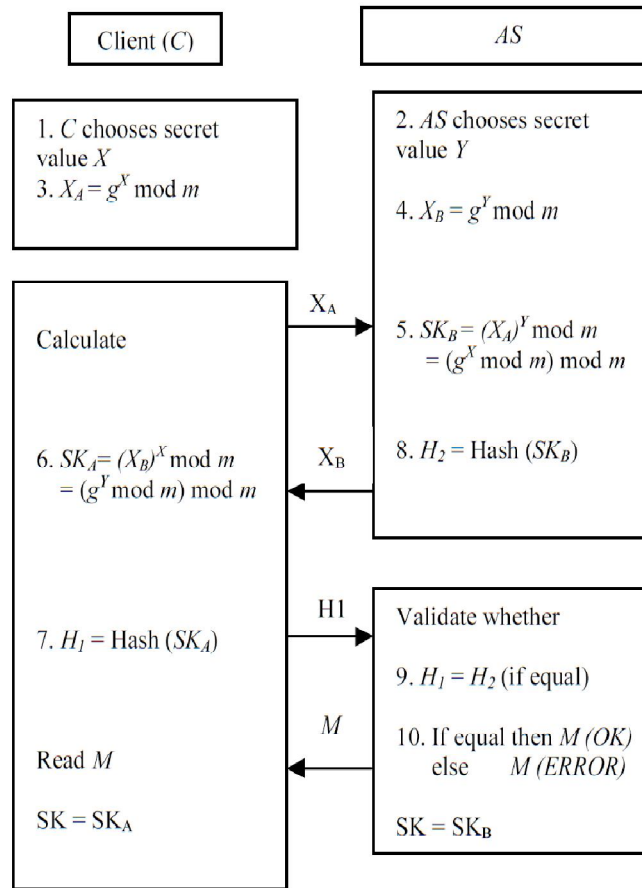 Client (C)
AS
1. C chooses secret
value X
3. X_A = g^X mod m
2. AS chooses secret
value Y
4. X_B = g^Y mod m
X_A
Calculate
5. SK_B = (X_A)^Y mod m
= (g^X mod m) mod m
6. SK_A= (X_B)^X mod m
= (g^Y mod m) mod m
X_B
8. H_2 = Hash (SK_B)
7. H_1 = Hash (SK_A)
H1
Validate whether
9. H_1 = H_2 (if equal)
M
10. If equal then M (OK)
else M (ERROR)
Read M
SK = SK_A
SK = SK_B